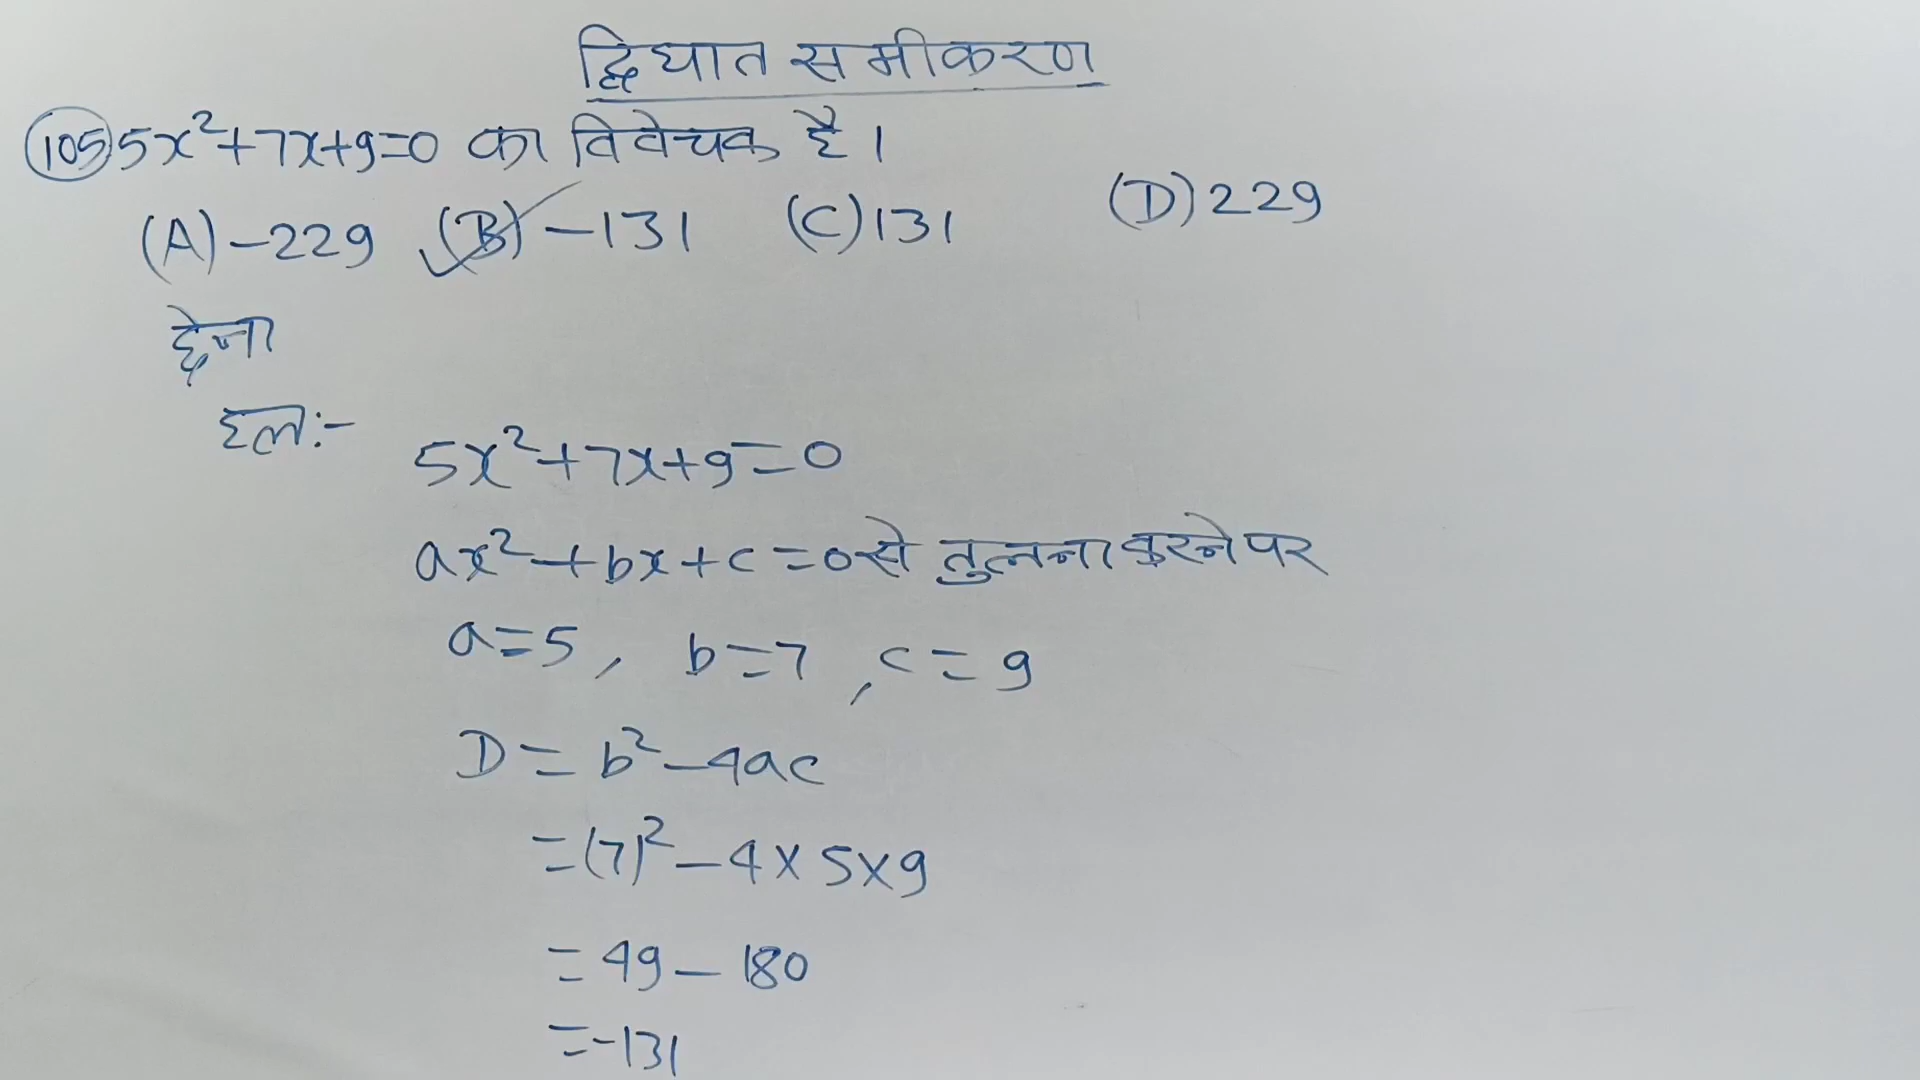 द्विघात समीकरण
(105) 5x²+7x+9=0 का विवेचक है।
(A) -229 (B) -131 (C) 131 (D) 229
हल:-
5x²+7x+9=0
ax²+bx+c=0 से तुलना करने पर
a=5, b=7, c=9
D = b²-4ac
=(7)²-4×5×9
= 49-180
=-131